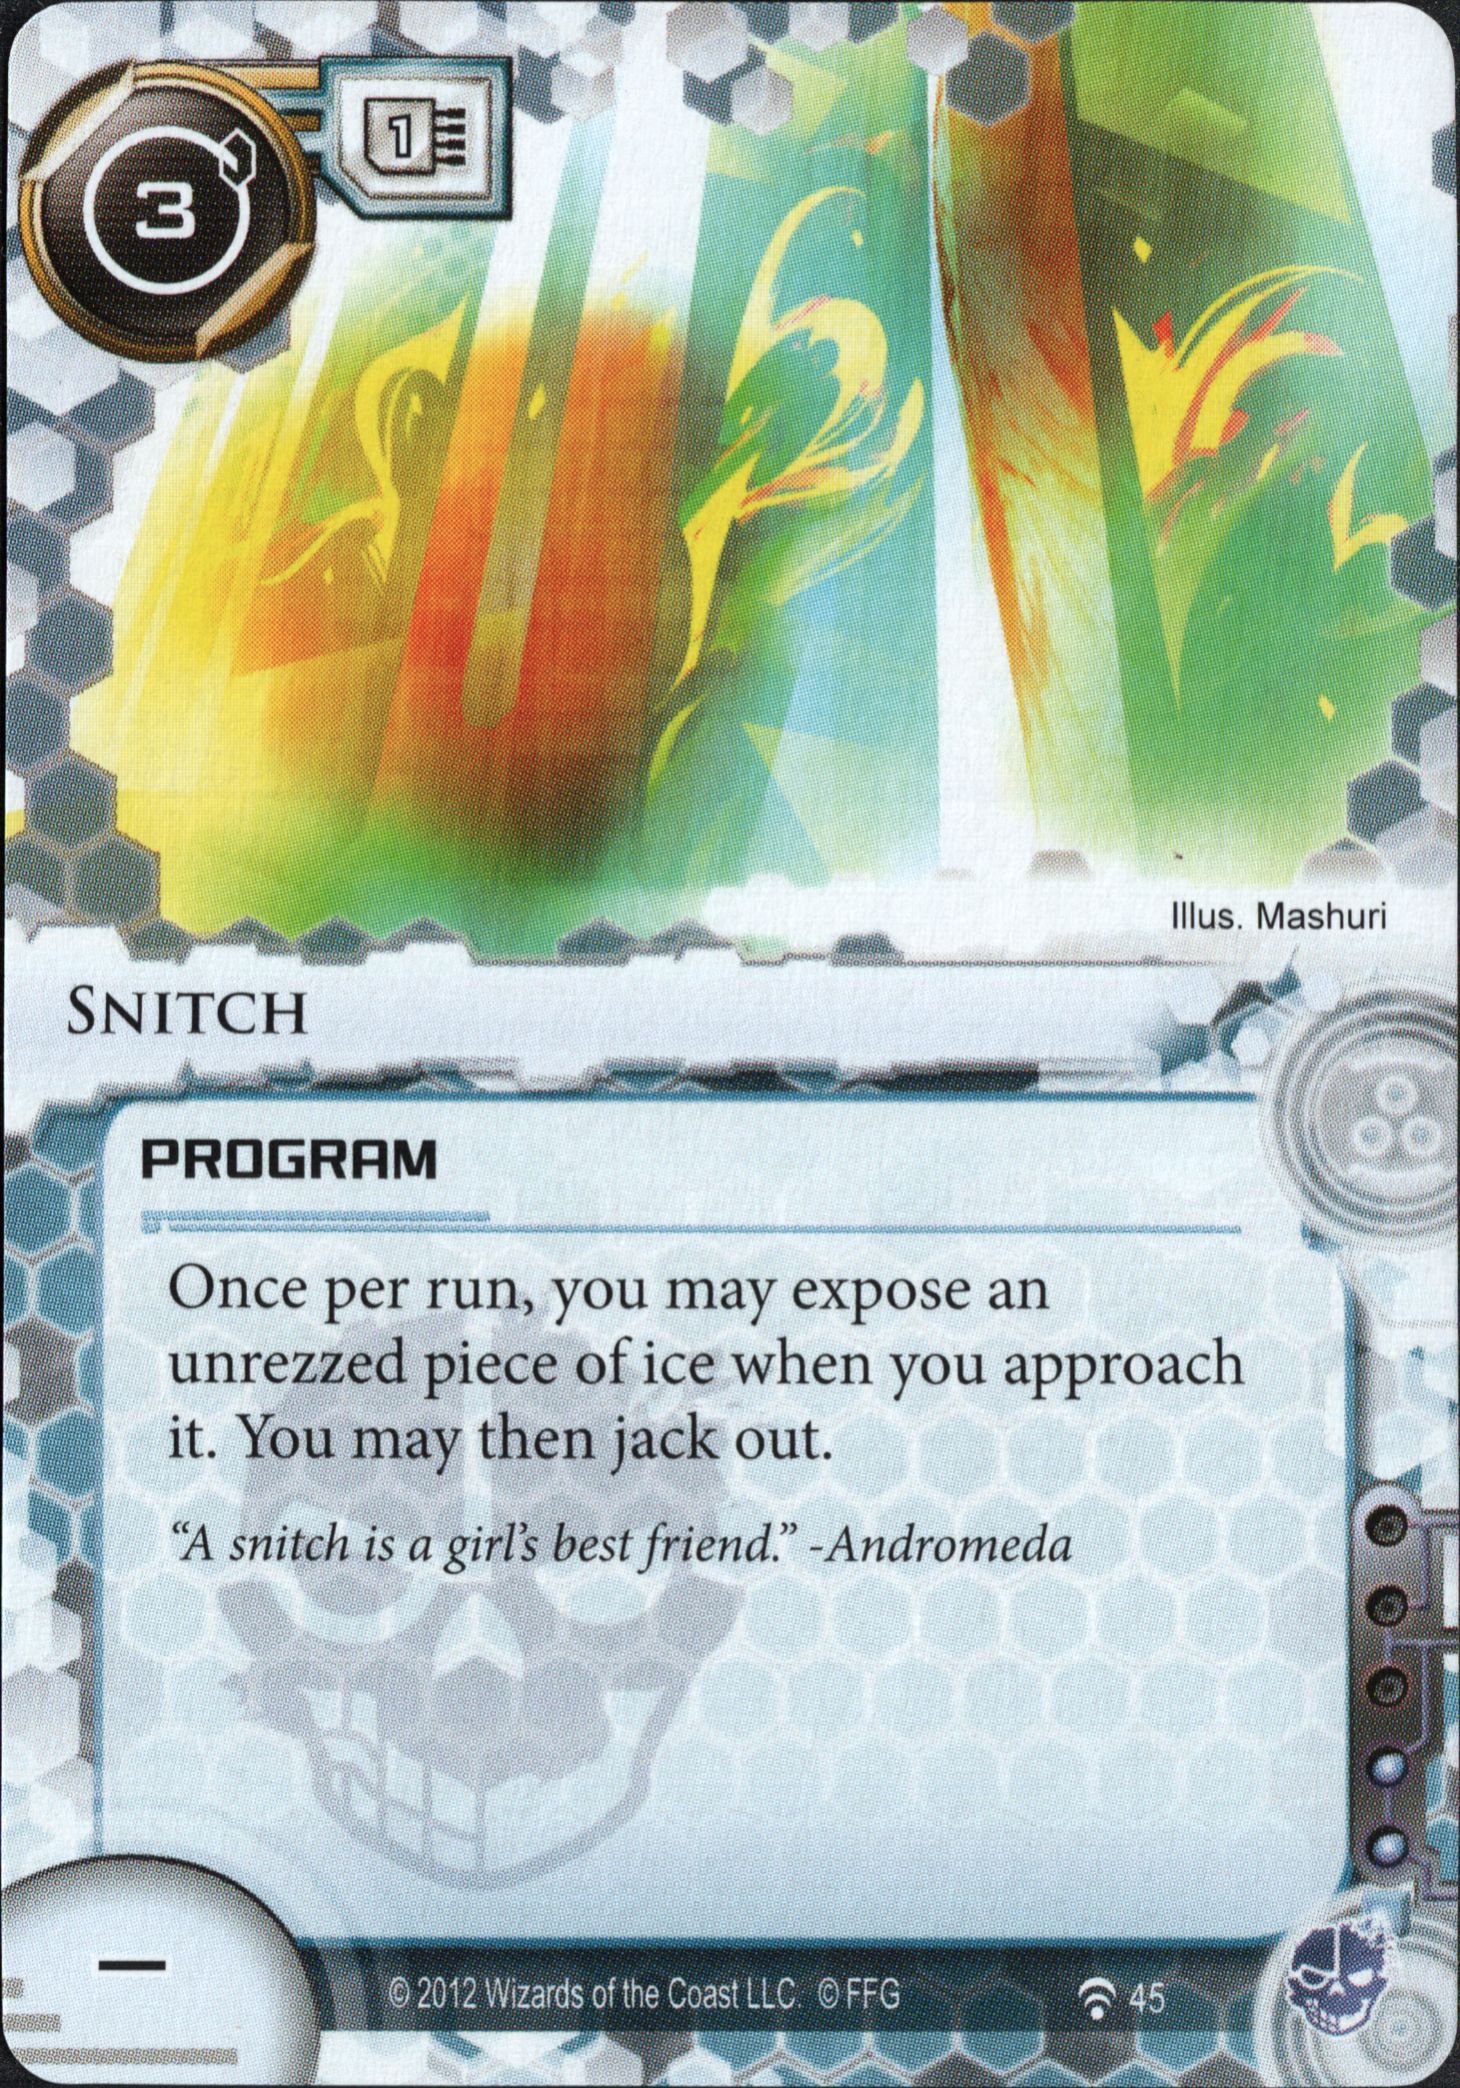 3
1
Illus. Mashuri
SNITCH
PROGRAM
Once per run, you may expose an
unrezzed piece of ice when you approach
it. You may then jack out.
“A snitch is a girl’s best friend.” -Andromeda
—
© 2012 Wizards of the Coast LLC. © FFG
45